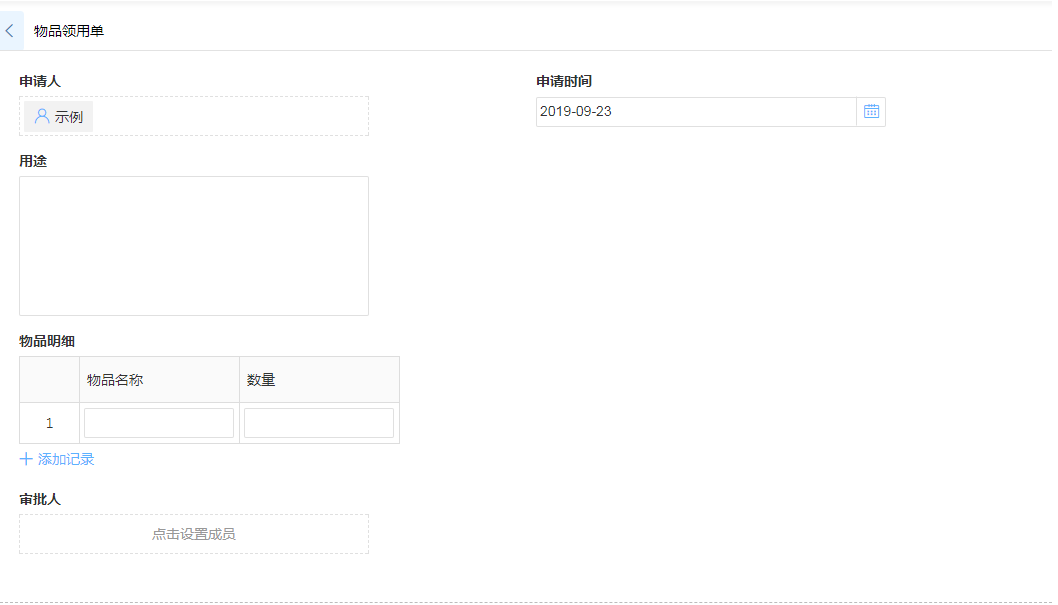 物品领用单
申请人
申请时间
示例
2019-09-23
用途
物品明细
物品名称 数量
1
添加记录
审批人
点击设置成员